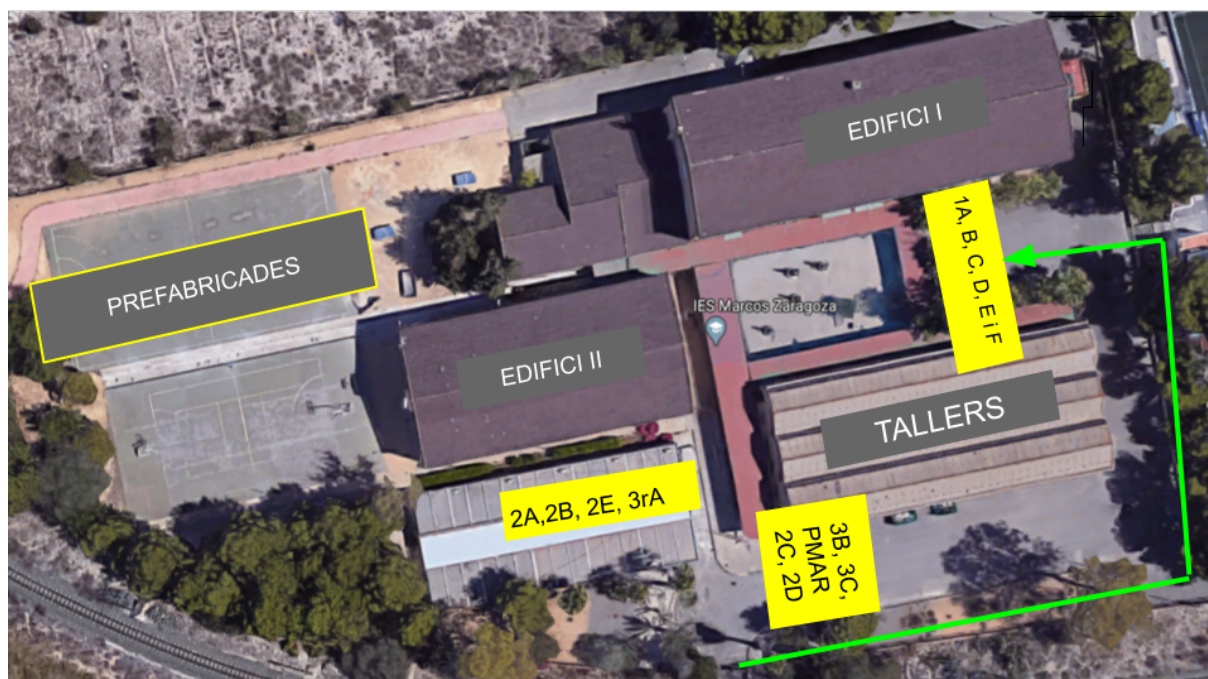 EDIFICI I
1A, B, C, D, E i F
PREFABRICADES
IES Marcos Zaragoza
EDIFICI II
TALLERS
2A,2B, 2E, 3rA
3B, 3C,
PMAR
2C, 2D